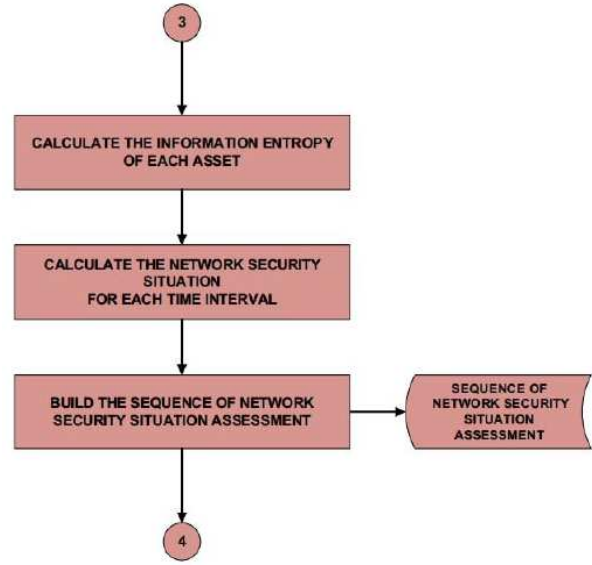 3
CALCULATE THE INFORMATION ENTROPY
OF EACH ASSET
CALCULATE THE NETWORK SECURITY
SITUATION
FOR EACH TIME INTERVAL
BUILD THE SEQUENCE OF NETWORK
SECURITY SITUATION ASSESSMENT
SEQUENCE OF
NETWORK SECURITY
SITUATION
ASSESSMENT
4